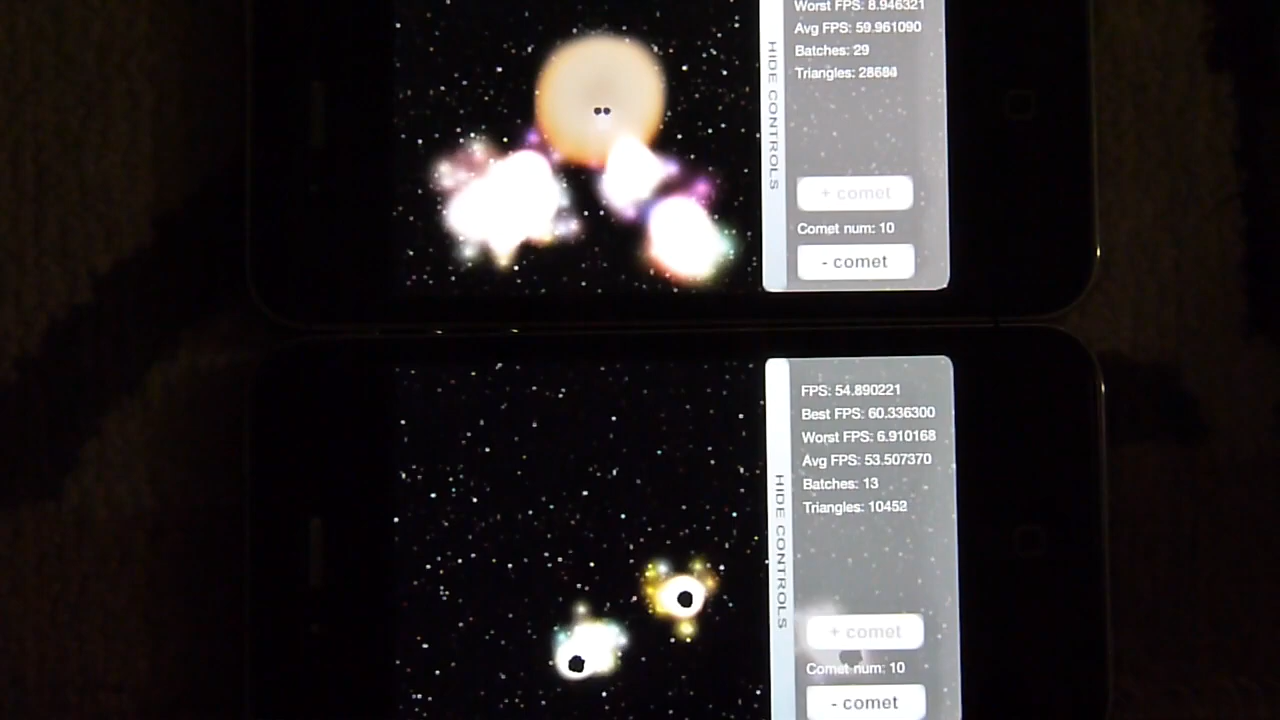 Worst FPS: 8.946321
Avg FPS: 59.961090
Batches: 29
Triangles: 28684
HIDE CONTROLS
+ comet
Comet num: 10
- comet
FPS: 54.890221
Best FPS: 60.336300
Worst FPS: 6.910168
Avg FPS: 53.507370
Batches: 13
Triangles: 10452
HIDE CONTROLS
+ comet
Comet num: 10
- comet